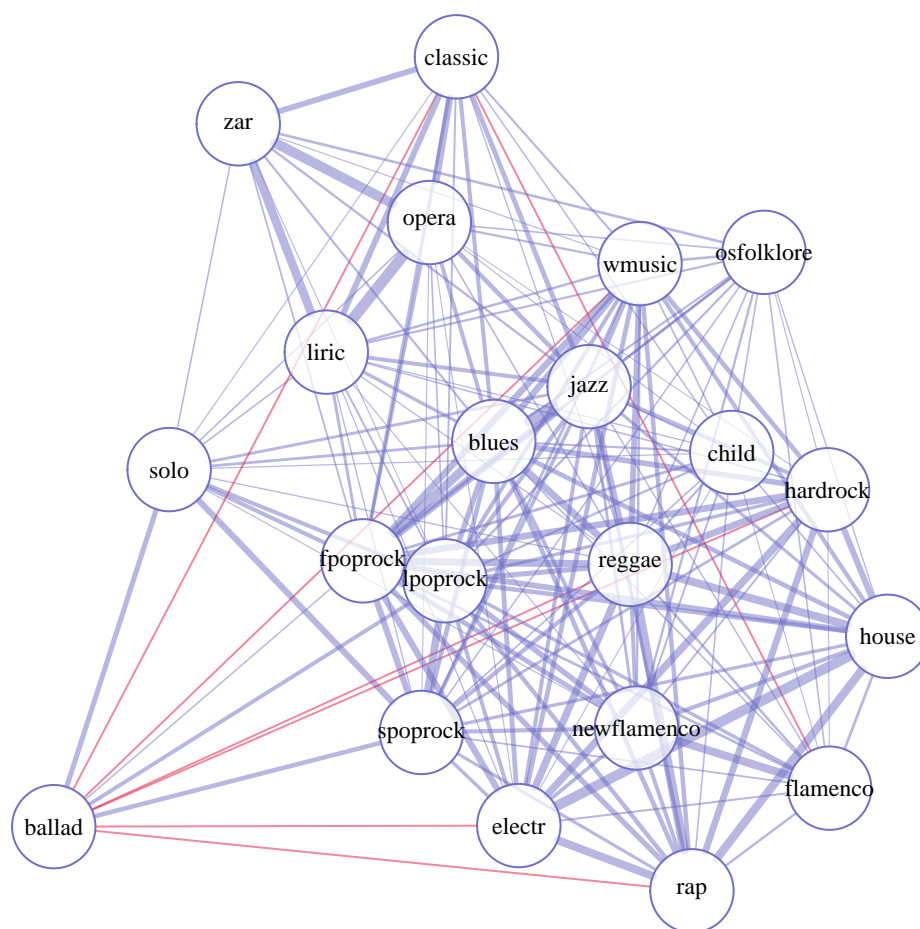 classic
zar
opera
osfolklore
wmusic
liric
jazz
blues
child
solo
hardrock
fpoprock
lpoprock
reggae
house
spoprock
newflamenco
flamenco
ballad
electr
rap